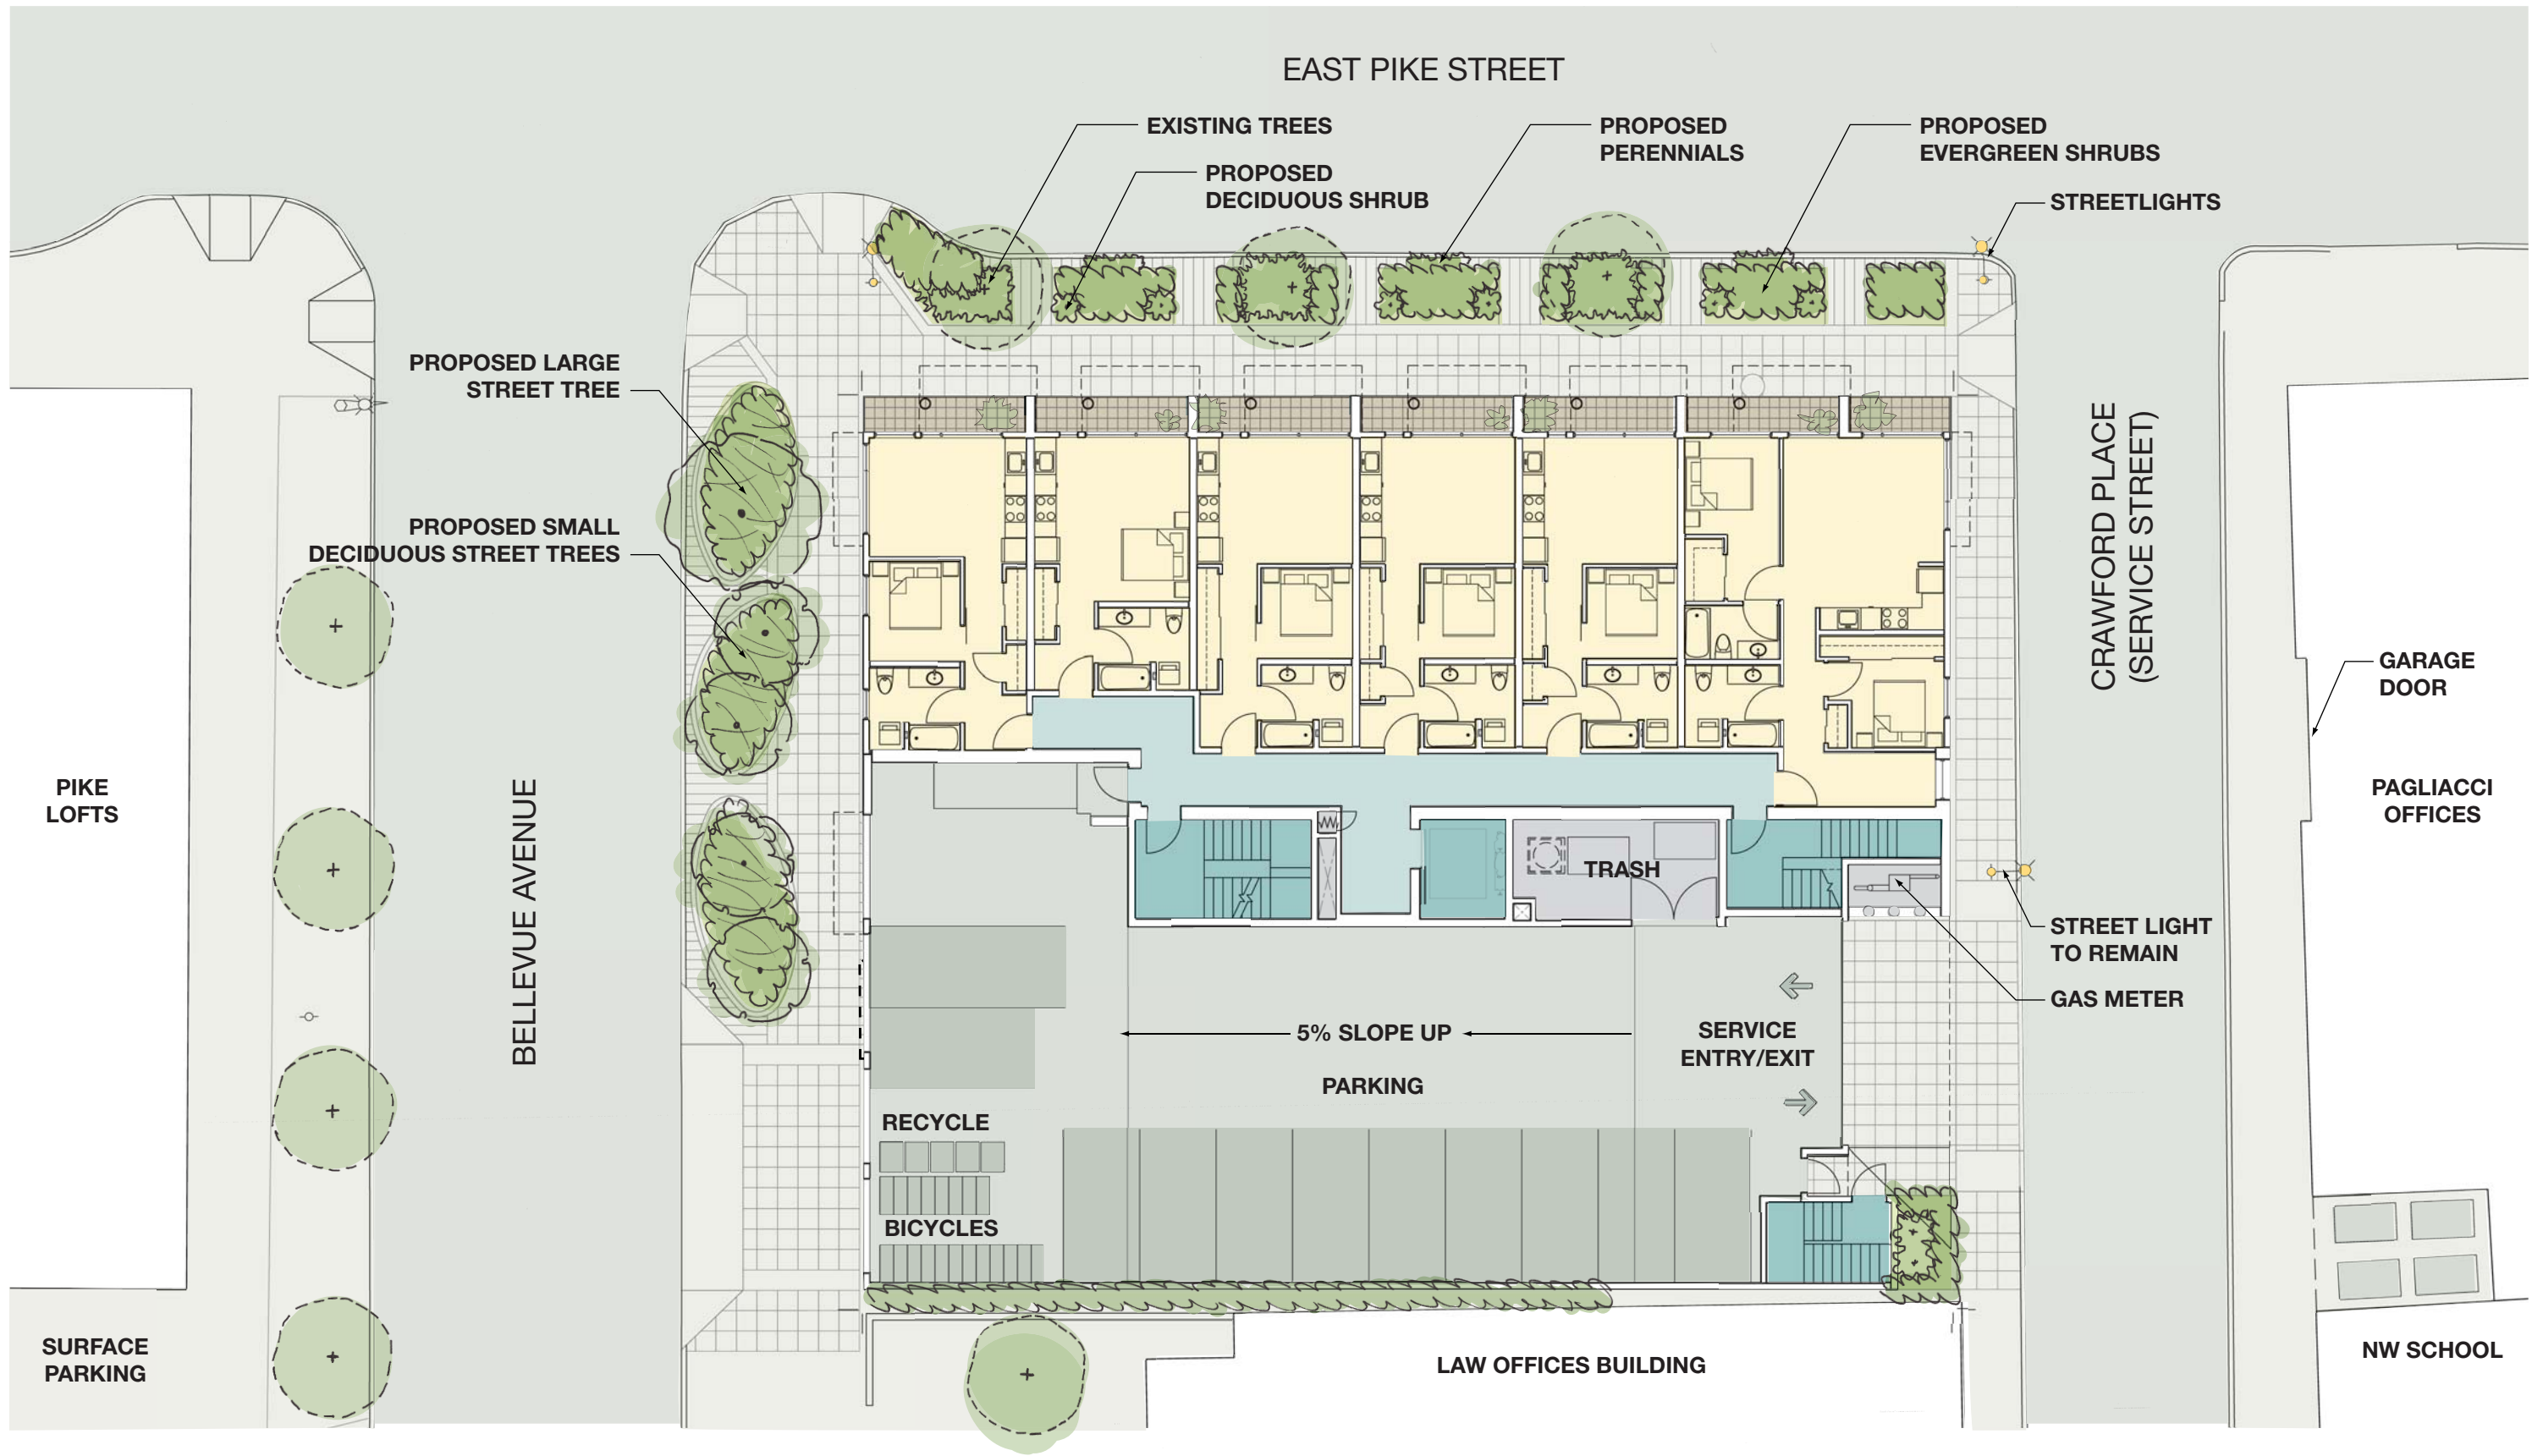 EAST PIKE STREET
EXISTING TREES
PROPOSED
DECIDUOUS SHRUB
PROPOSED
PERENNIALS
PROPOSED
EVERGREEN SHRUBS
STREETLIGHTS
PROPOSED LARGE
STREET TREE
PROPOSED SMALL
DECIDUOUS STREET TREES
CRAWFORD PLACE
(SERVICE STREET)
GARAGE
DOOR
PIKE
LOFTS
BELLEVUE AVENUE
PAGLIACCI
OFFICES
TRASH
STREET LIGHT
TO REMAIN
GAS METER
5% SLOPE UP
SERVICE
ENTRY/EXIT
PARKING
RECYCLE
BICYCLES
SURFACE
PARKING
LAW OFFICES BUILDING
NW SCHOOL